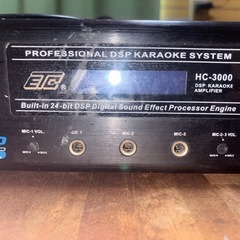 PROFESSIONAL DSP KARAOKE SYSTEM
ETC
HC-3000
DSP KARAOKE
AMPLIFIER
Built-in 24-bit DSP Digital Sound Effect Processor Engine
MIC-1 VOL.
MIC-1
MIC-2
MIC-3
MIC-2-3 VOL.